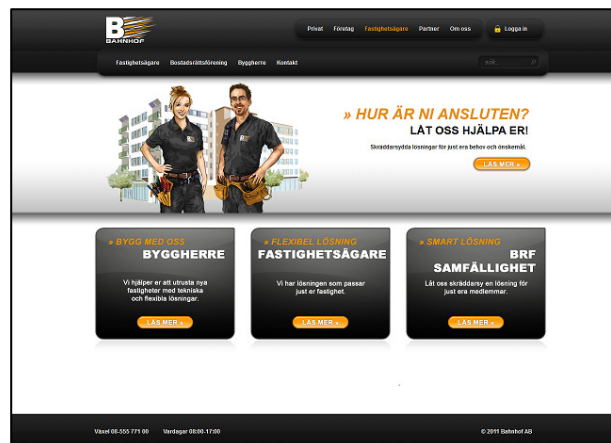 B
BAHNHOF
Privat Företag Fastighetsägare Partner Om oss Logga in
Fastighetsägare Bostadsrättsförening Byggherre Kontakt
sök...
» HUR ÄR NI ANSLUTEN?
LÅT OSS HJÄLPA ER!
Skräddarsydda lösningar för just era behov och önskemål.
LÄS MER »
» BYGG MED OSS
BYGGHERRE
Vi hjälper er att utrusta nya
fastigheter med tekniska
och flexibla lösningar.
LÄS MER »
» FLEXIBEL LÖSNING
FASTIGHETSÄGARE
Vi har lösningen som passar
just er fastighet.
LÄS MER »
» SMART LÖSNING
BRF
SAMFÄLLIGHET
Låt oss skräddarsy en lösning för
just era medlemmar.
LÄS MER »
Växel 08-555 771 00 Vardagar 08:00-17:00 © 2011 Bahnhof AB